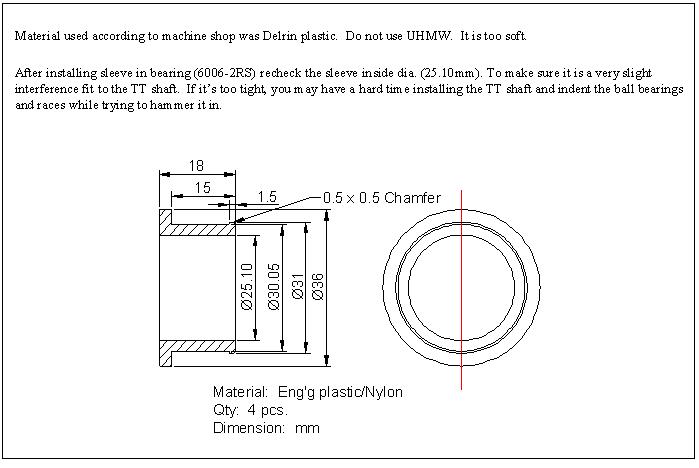 Material used according to machine shop was Delrin plastic. Do not use UHMW. It is too soft.
After installing sleeve in bearing (6006-2RS) recheck the sleeve inside dia. (25.10mm). To make sure it is a very slight
interference fit to the TT shaft. If it's too tight, you may have a hard time installing the TT shaft and indent the ball bearings
and races while trying to hammer it in.
18
15
1.5
0.5 x 0.5 Chamfer
Ø25.10
Ø30.05
Ø31
Ø36
Material: Eng'g plastic/Nylon
Qty: 4 pcs.
Dimension: mm